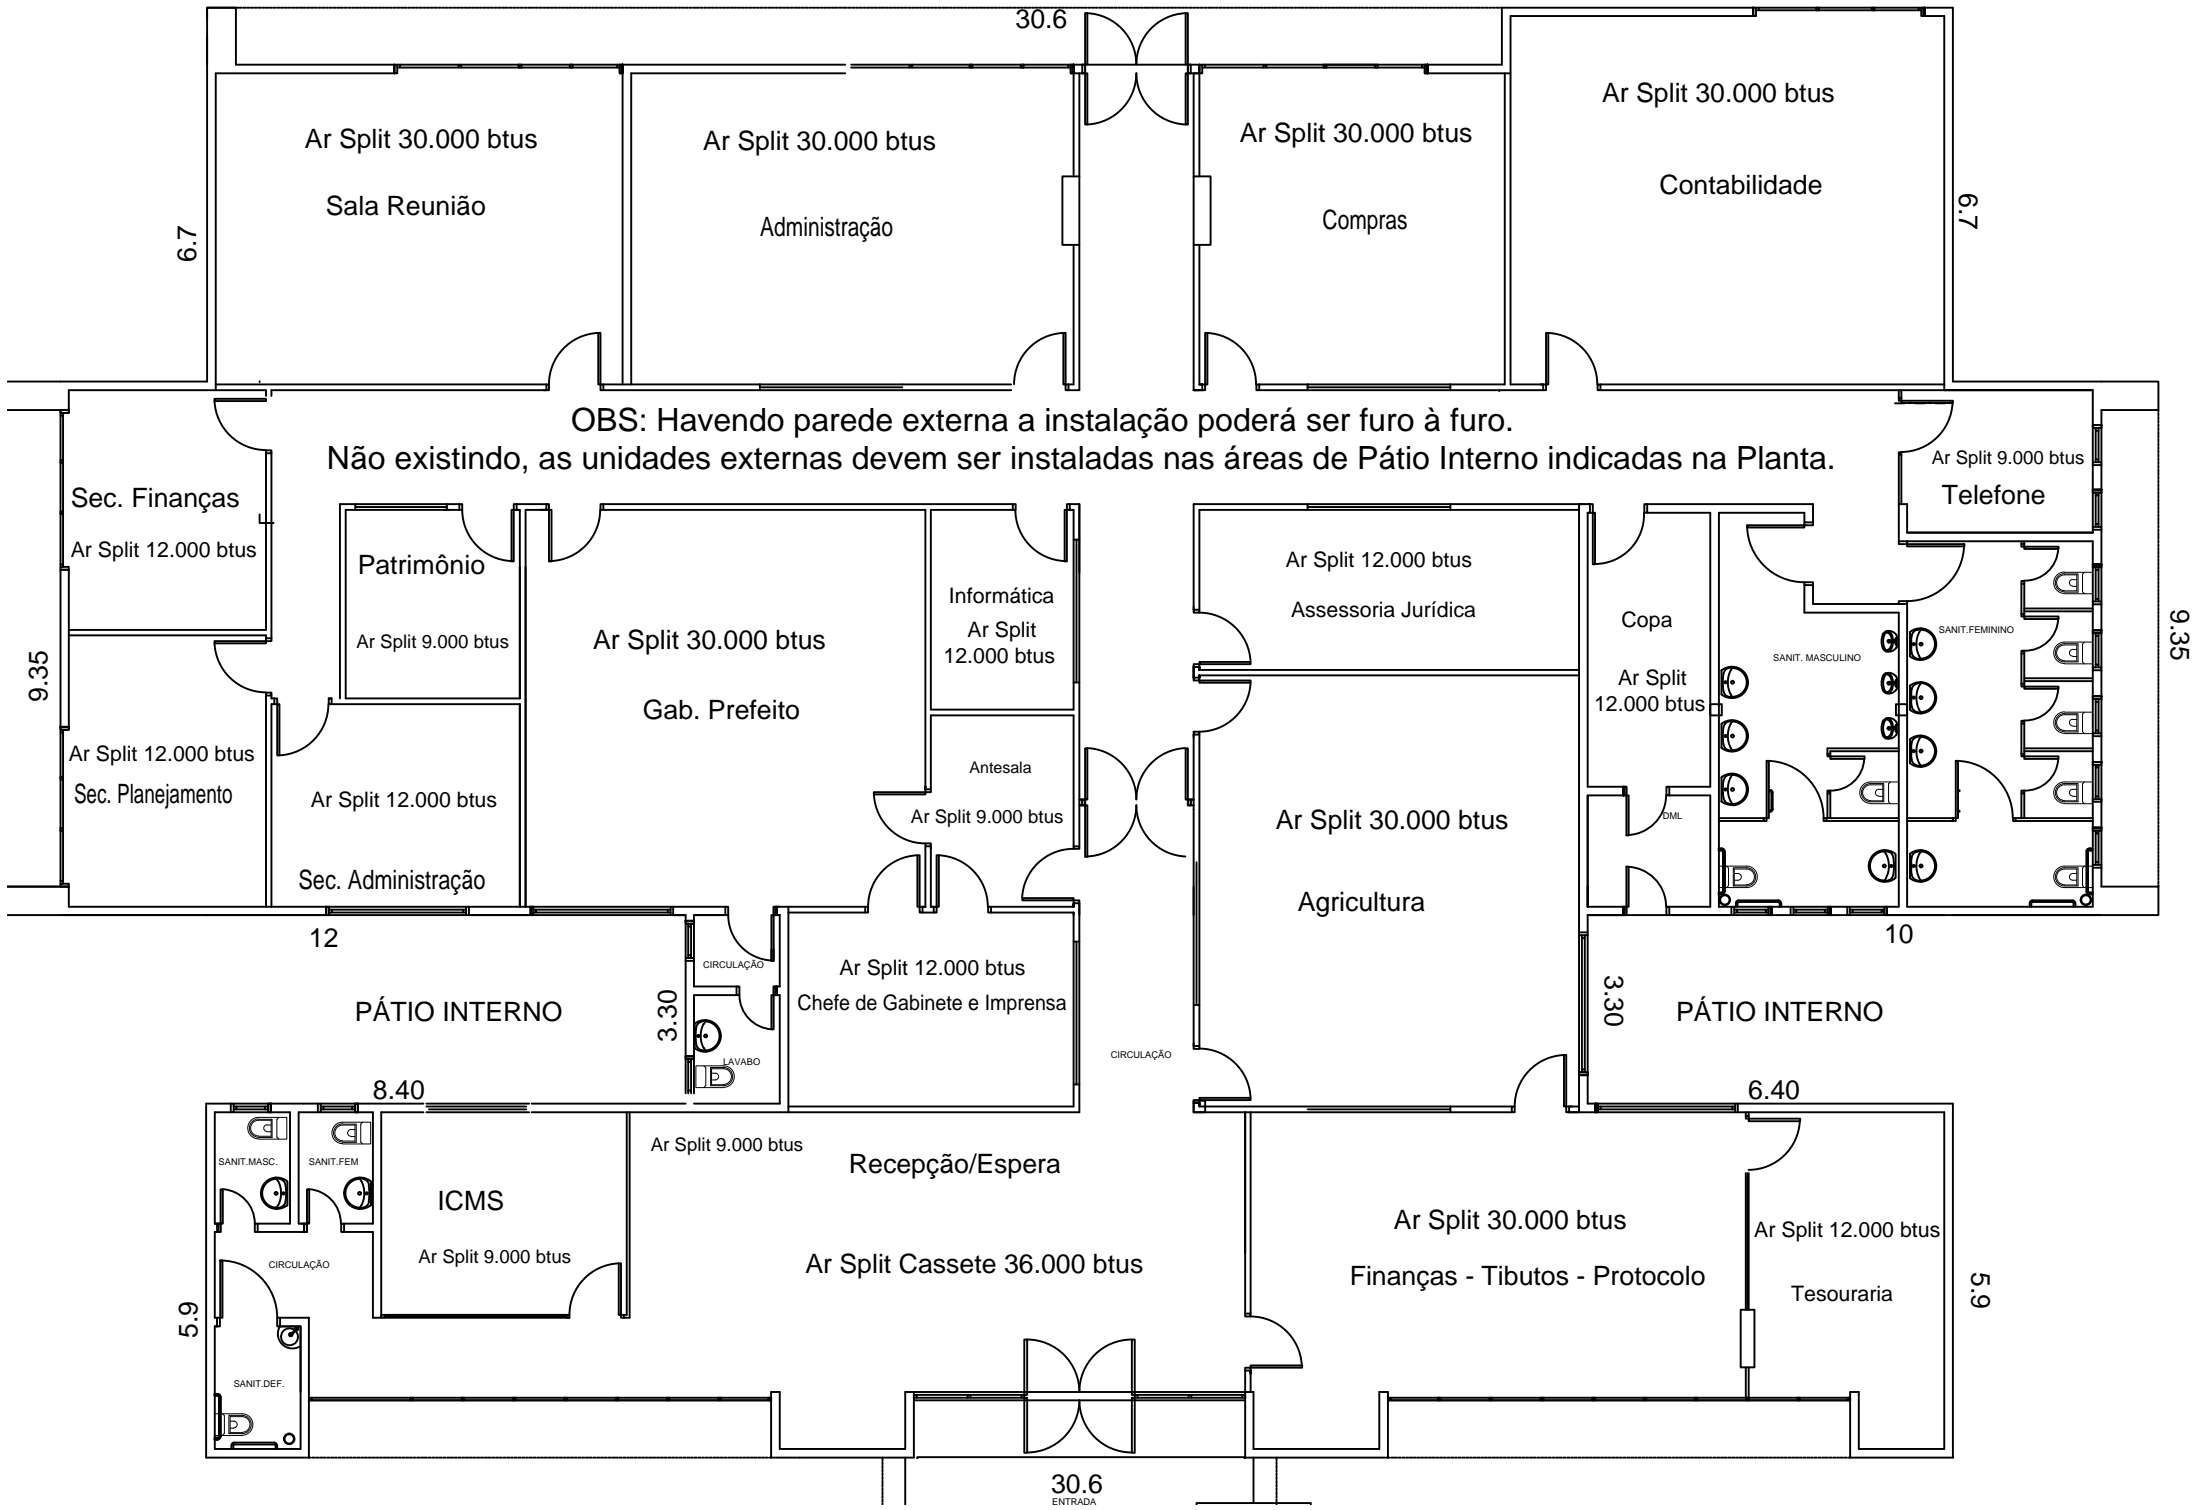 30.6
Ar Split 30.000 btus
Sala Reunião
Ar Split 30.000 btus
Administração
Ar Split 30.000 btus
Compras
Ar Split 30.000 btus
Contabilidade
6.7
6.7
OBS: Havendo parede externa a instalação poderá ser furo à furo.
Não existindo, as unidades externas devem ser instaladas nas áreas de Pátio Interno indicadas na Planta.
Sec. Finanças
Ar Split 12.000 btus
Patrimônio
Ar Split 9.000 btus
Ar Split 30.000 btus
Gab. Prefeito
Informática
Ar Split
12.000 btus
Ar Split 12.000 btus
Assessoria Jurídica
Copa
Ar Split
12.000 btus
SANIT. MASCULINO
SANIT.FEMININO
Ar Split 9.000 btus
Telefone
9.35
9.35
Ar Split 12.000 btus
Sec. Planejamento
Ar Split 12.000 btus
Sec. Administração
Antesala
Ar Split 9.000 btus
Ar Split 30.000 btus
Agricultura
DML
12
10
CIRCULAÇÃO
Ar Split 12.000 btus
Chefe de Gabinete e Imprensa
PÁTIO INTERNO
3.30
LAVABO
CIRCULAÇÃO
3.30
PÁTIO INTERNO
8.40
6.40
SANIT.MASC.
SANIT.FEM
ICMS
Ar Split 9.000 btus
Ar Split 9.000 btus
Recepção/Espera
Ar Split Cassete 36.000 btus
Ar Split 30.000 btus
Finanças - Tibutos - Protocolo
Ar Split 12.000 btus
Tesouraria
CIRCULAÇÃO
5.9
5.9
SANIT.DEF.
30.6
ENTRADA